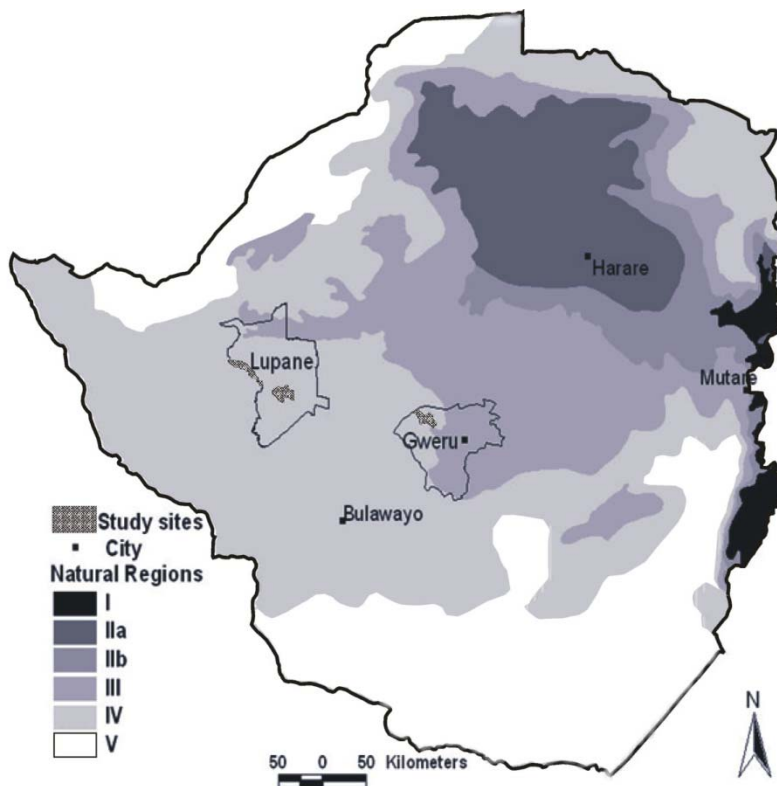 Harare
Mutare
Lupane
Gweru
Bulawayo
Study sites
City
Natural Regions
I
IIa
IIb
III
IV
V
N
50 0 50 Kilometers